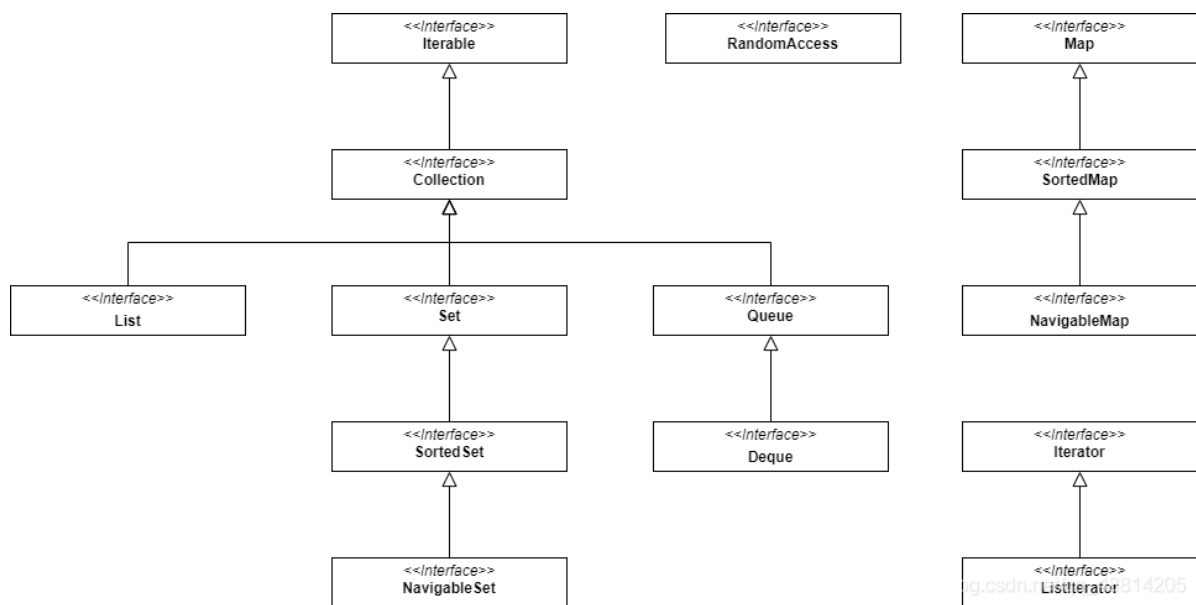 <<Interface>>
Iterable
<<Interface>>
RandomAccess
<<Interface>>
Map
<<Interface>>
Collection
<<Interface>>
SortedMap
<<Interface>>
List
<<Interface>>
Set
<<Interface>>
Queue
<<Interface>>
NavigableMap
<<Interface>>
SortedSet
<<Interface>>
Deque
<<Interface>>
Iterator
<<Interface>>
NavigableSet
<<Interface>>
ListIterator